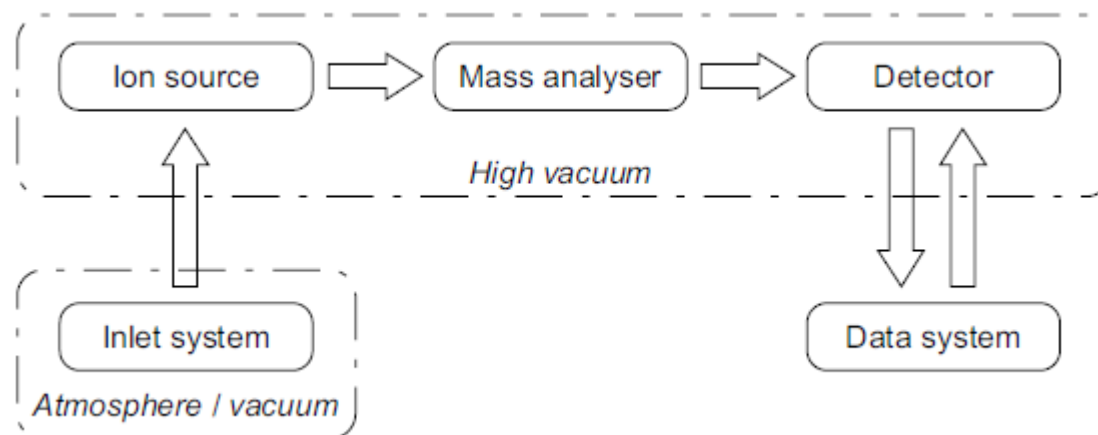 Ion source
Mass analyser
Detector
High vacuum
Inlet system
Data system
Atmosphere / vacuum